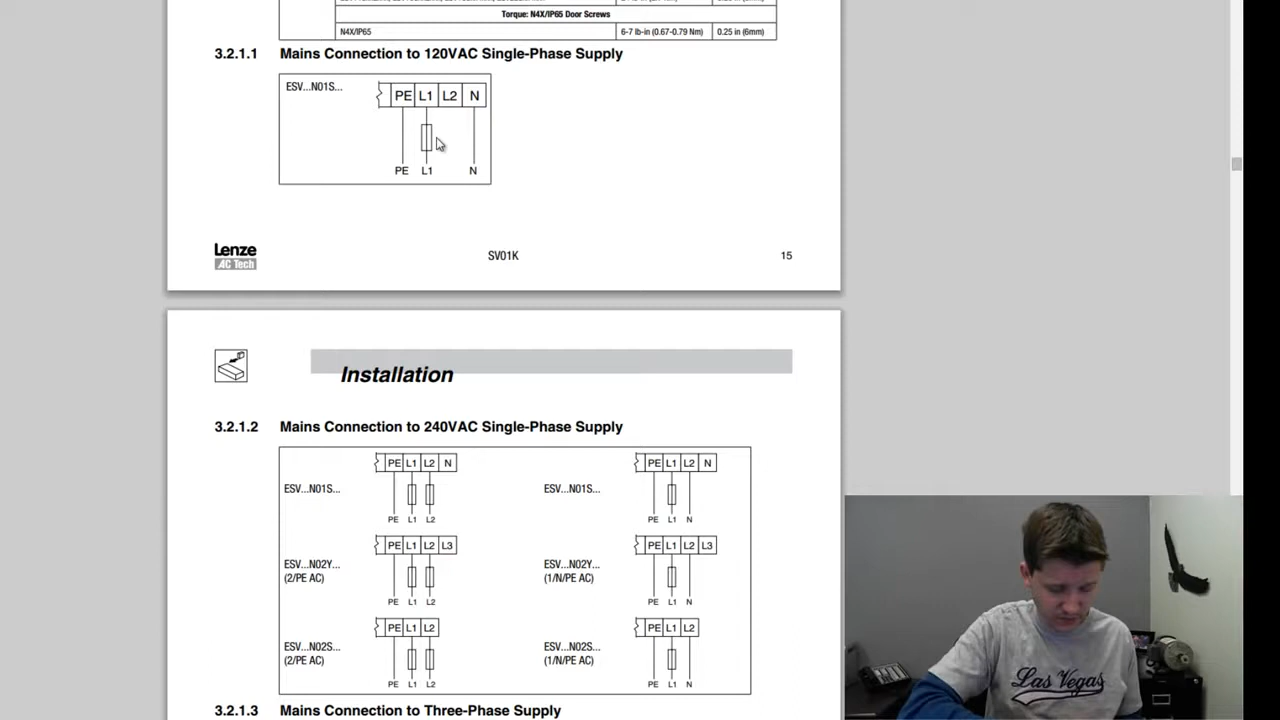 Torque: N4X/IP65 Door Screws
N4X/IP65 6-7 lb-in (0.67-0.79 Nm) 0.25 in (6mm)
3.2.1.1 Mains Connection to 120VAC Single-Phase Supply
ESV...N01S...
PE L1 L2 N
PE L1 N
Lenze
AC Tech
SV01K
15
Installation
3.2.1.2 Mains Connection to 240VAC Single-Phase Supply
PE L1 L2 N
ESV...N01S...
PE L1 L2
PE L1 L2 N
ESV...N01S...
PE L1 N
PE L1 L2 L3
ESV...N02Y...
(2/PE AC)
PE L1 L2
PE L1 L2 L3
ESV...N02Y...
(1/N/PE AC)
PE L1 N
PE L1 L2
ESV...N02S...
(2/PE AC)
PE L1 L2
PE L1 L2
ESV...N02S...
(1/N/PE AC)
PE L1 N
3.2.1.3 Mains Connection to Three-Phase Supply
Las Vegas